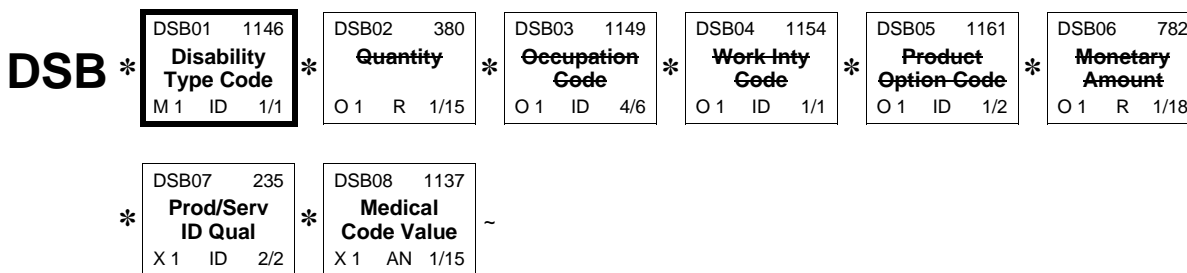 DSB * DSB01 1146 Disability Type Code M 1 ID 1/1 * DSB02 380 Quantity O 1 R 1/15 * DSB03 1149 Occupation Code O 1 ID 4/6 * DSB04 1154 Work Inty Code O 1 ID 1/1 * DSB05 1161 Product Option Code O 1 ID 1/2 * DSB06 782 Monetary Amount O 1 R 1/18
* DSB07 235 Prod/Serv ID Qual X 1 ID 2/2 * DSB08 1137 Medical Code Value X 1 AN 1/15 ~